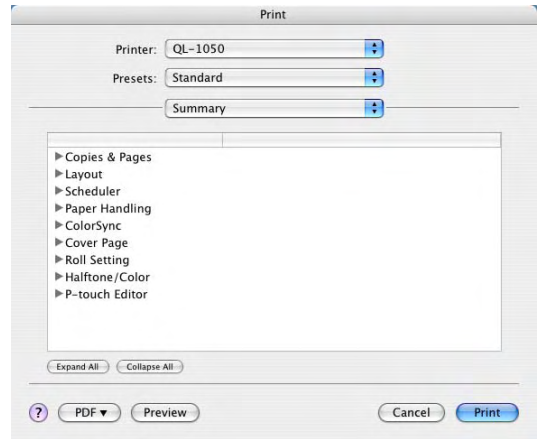 Print
Printer: QL-1050
Presets: Standard
Summary
Copies & Pages
Layout
Scheduler
Paper Handling
ColorSync
Cover Page
Roll Setting
Halftone/Color
P-touch Editor
Expand All Collapse All
? PDF ▼ Preview Cancel Print